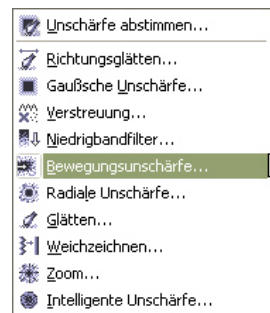 Unschärfe abstimmen...
Richtungsglätten...
Gaußsche Unschärfe...
Verstreuung...
Niedrigbandfilter...
Bewegungsunschärfe...
Radiale Unschärfe...
Glätten...
Weichzeichnen...
Zoom...
Intelligente Unschärfe...